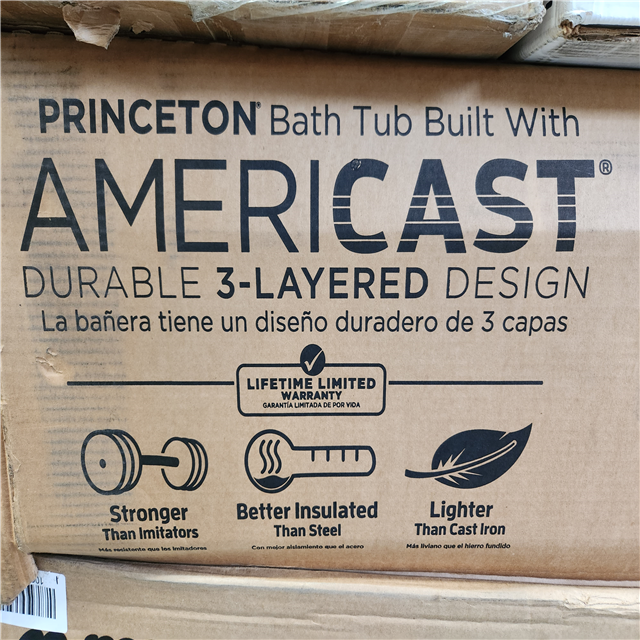 PRINCETON® Bath Tub Built With
AMERICAST®
DURABLE 3-LAYERED DESIGN
La bañera tiene un diseño duradero de 3 capas
LIFETIME LIMITED
WARRANTY
GARANTÍA LIMITADA DE POR VIDA
Stronger
Than Imitators
Más resistente que los imitadores
Better Insulated
Than Steel
Con mejor aislamiento que el acero
Lighter
Than Cast Iron
Más liviano que el hierro fundido